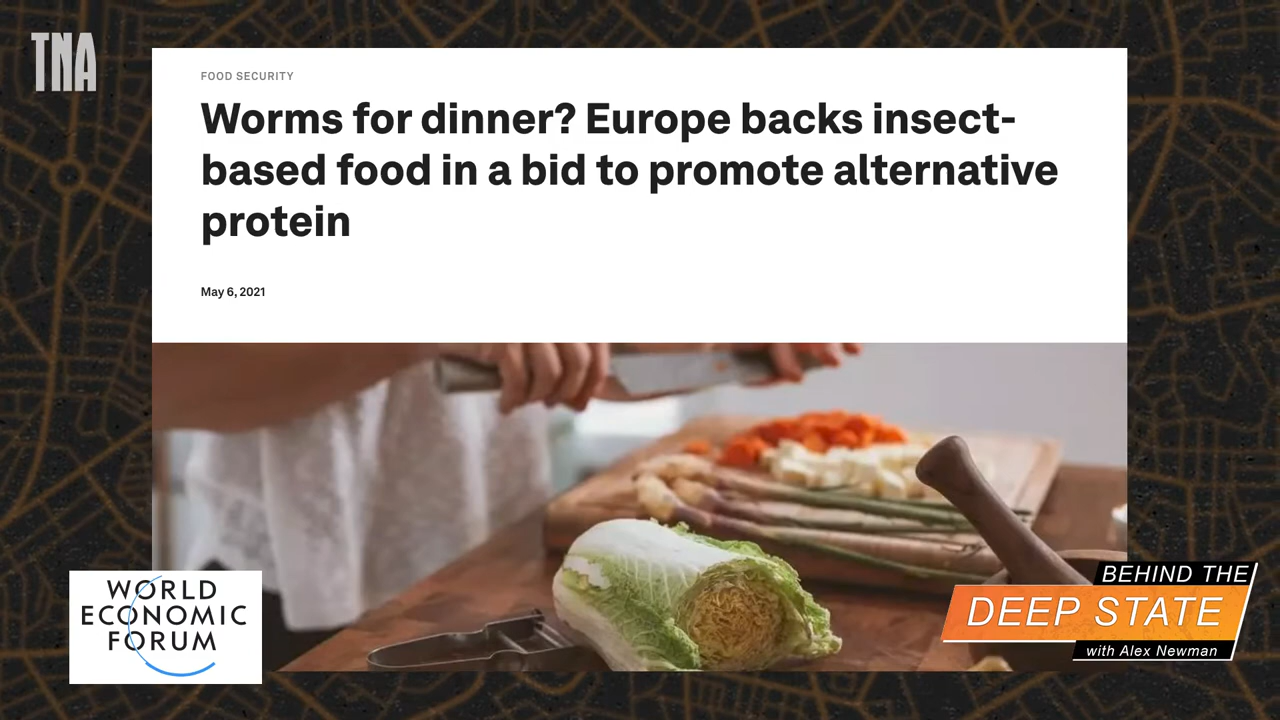 TNA
FOOD SECURITY
Worms for dinner? Europe backs insect-
based food in a bid to promote alternative
protein
May 6, 2021
WORLD
ECONOMIC
FORUM
BEHIND THE
DEEP STATE
with Alex Newman